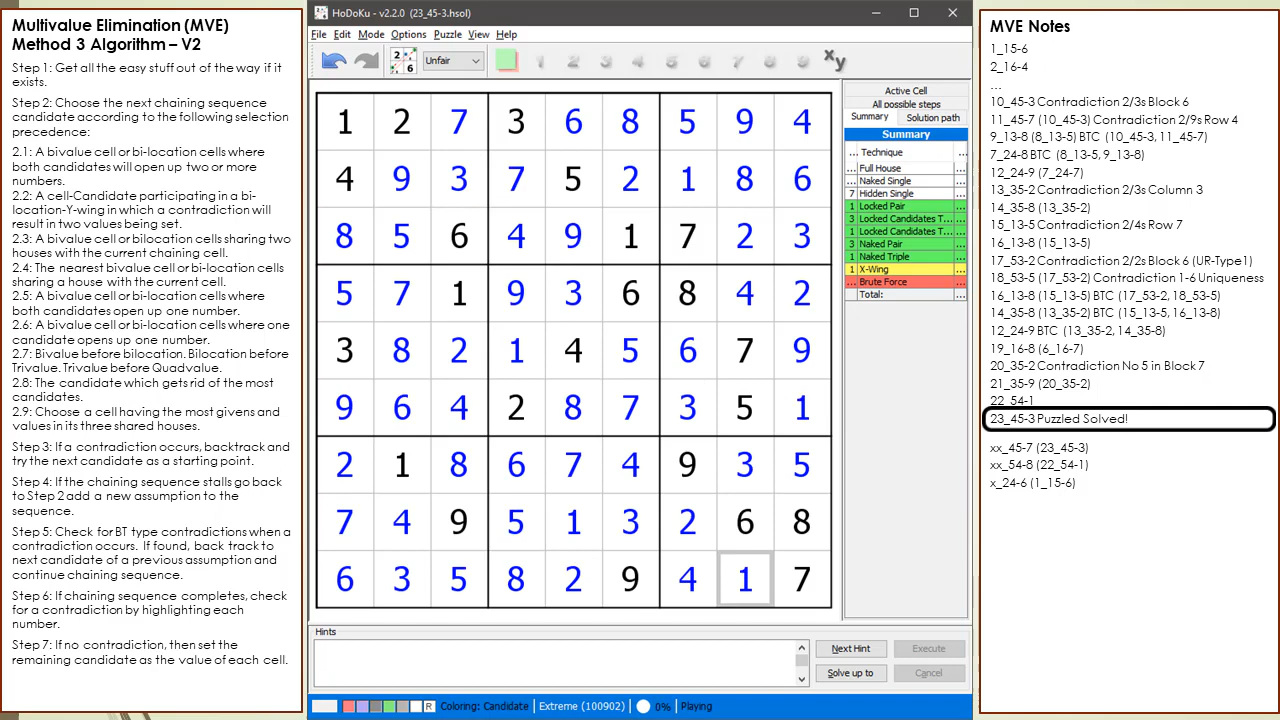 Multivalue Elimination (MVE)
Method 3 Algorithm – V2
Step 1: Get all the easy stuff out of the way if it
exists.
Step 2: Choose the next chaining sequence
candidate according to the following selection
precedence:
2.1: A bivalue cell or bi-location cells where
both candidates will open up two or more
numbers.
2.2: A cell-Candidate participating in a bi-
location-Y-wing in which a contradiction will
result in two values being set.
2.3: A bivalue cell or bilocation cells sharing two
houses with the current chaining cell.
2.4: The nearest bivalue cell or bi-location cells
sharing a house with the current cell.
2.5: A bivalue cell or bi-location cells where
both candidates open up one number.
2.6: A bivalue cell or bi-location cells where one
candidate opens up one number.
2.7: Bivalue before bilocation. Bilocation before
Trivalue. Trivalue before Quadvalue.
2.8: The candidate which gets rid of the most
candidates.
2.9: Choose a cell having the most givens and
values in its three shared houses.
Step 3: If a contradiction occurs, backtrack and
try the next candidate as a starting point.
Step 4: If the chaining sequence stalls go back
to Step 2 add a new assumption to the
sequence.
Step 5: Check for BT type contradictions when a
contradiction occurs. If found, back track to
next candidate of a previous assumption and
continue chaining sequence.
Step 6: If chaining sequence completes, check
for a contradiction by highlighting each
number.
Step 7: If no contradiction, then set the
remaining candidate as the value of each cell.
HoDoKu - v2.2.0 (23_45-3.hsol)
File Edit Mode Options Puzzle View Help
2 6 Unfair 1 2 3 4 5 6 7 8 9 xy
1 2 7 3 6 8 5 9 4
4 9 3 7 5 2 1 8 6
8 5 6 4 9 1 7 2 3
5 7 1 9 3 6 8 4 2
3 8 2 1 4 5 6 7 9
9 6 4 2 8 7 3 5 1
2 1 8 6 7 4 9 3 5
7 4 9 5 1 3 2 6 8
6 3 5 8 2 9 4 1 7
Active Cell
All possible steps
Summary Solution path
Summary
... Technique ...
... Full House ...
... Naked Single ...
7 Hidden Single ...
1 Locked Pair ...
3 Locked Candidates T... ...
1 Locked Candidates T... ...
3 Naked Pair ...
1 Naked Triple ...
1 X-Wing ...
... Brute Force ...
Total: ...
Hints
Next Hint Execute
Solve up to Cancel
R Coloring: Candidate Extreme (100902) 0% Playing
MVE Notes
1_15-6
2_16-4
...
10_45-3 Contradiction 2/3s Block 6
11_45-7 (10_45-3) Contradiction 2/9s Row 4
9_13-8 (8_13-5) BTC (10_45-3, 11_45-7)
7_24-8 BTC (8_13-5, 9_13-8)
12_24-9 (7_24-7)
13_35-2 Contradiction 2/3s Column 3
14_35-8 (13_35-2)
15_13-5 Contradiction 2/4s Row 7
16_13-8 (15_13-5)
17_53-2 Contradiction 2/2s Block 6 (UR-Type1)
18_53-5 (17_53-2) Contradiction 1-6 Uniqueness
16_13-8 (15_13-5) BTC (17_53-2, 18_53-5)
14_35-8 (13_35-2) BTC (15_13-5, 16_13-8)
12_24-9 BTC (13_35-2, 14_35-8)
19_16-8 (6_16-7)
20_35-2 Contradiction No 5 in Block 7
21_35-9 (20_35-2)
22_54-1
23_45-3 Puzzled Solved!
xx_45-7 (23_45-3)
xx_54-8 (22_54-1)
x_24-6 (1_15-6)